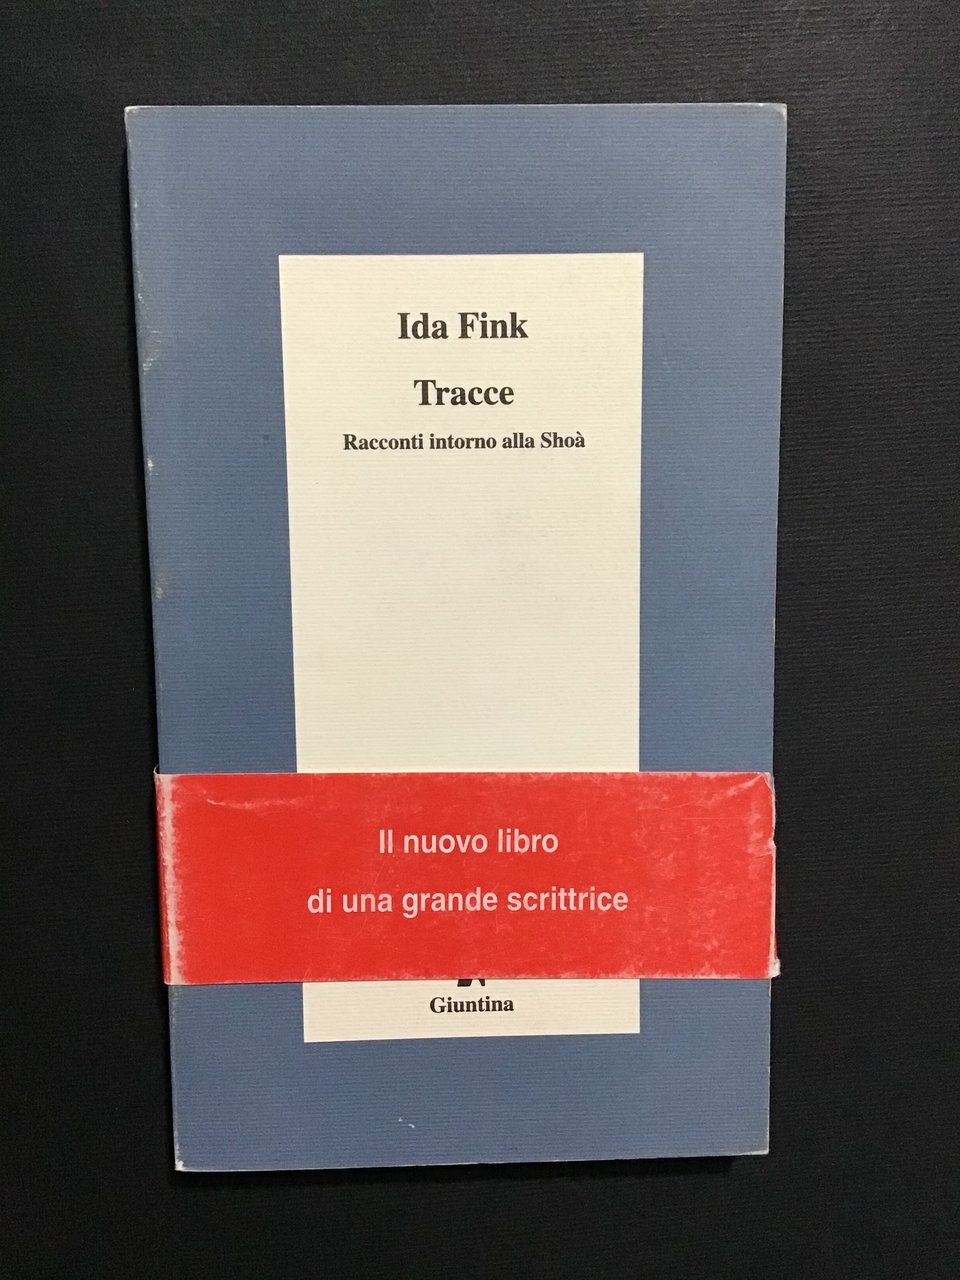 Ida Fink
Tracce
Racconti intorno alla Shoà
Il nuovo libro
di una grande scrittrice
Giuntina